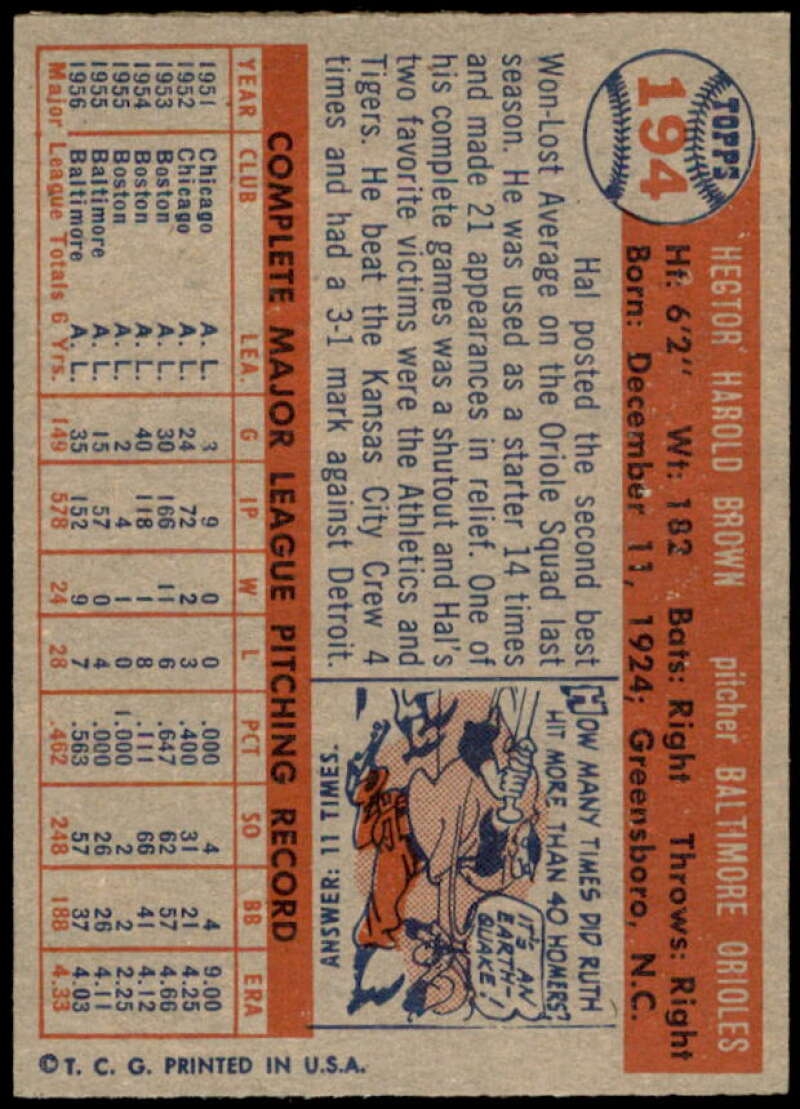 TOPPS
194
"HECTOR" HAROLD BROWN pitcher BALTIMORE ORIOLES
Ht: 6'2" Wt: 182 Bats: Right Throws: Right
Born: December 11, 1924; Greensboro, N.C.
Hal posted the second best
Won-Lost Average on the Oriole Squad last
season. He was used as a starter 14 times
and made 21 appearances in relief. One of
his complete games was a shutout and Hal's
two favorite victims were the Athletics and
Tigers. He beat the Kansas City Crew 4
times and had a 3-1 mark against Detroit.
HOW MANY TIMES DID RUTH
HIT MORE THAN 40 HOMERS?
IT'S AN
EARTH-
QUAKE!
ANSWER: 11 TIMES.
COMPLETE MAJOR LEAGUE PITCHING RECORD
YEAR CLUB LEA. G IP W L PCT SO BB ERA
1951 Chicago A. L. 3 9 0 0 .000 4 4 9.00
1952 Chicago A. L. 24 72 2 3 .400 31 21 4.25
1953 Boston A. L. 30 166 11 6 .647 62 57 4.66
1954 Boston A. L. 40 118 1 8 .111 66 41 4.12
1955 Boston A. L. 2 4 1 0 1.000 2 2 2.25
1955 Baltimore A. L. 15 57 0 4 .000 26 26 4.11
1956 Baltimore A. L. 35 152 9 7 .563 57 37 4.03
Major League Totals 6 Yrs. 149 578 24 28 .462 248 188 4.33
©T. C. G. PRINTED IN U.S.A.